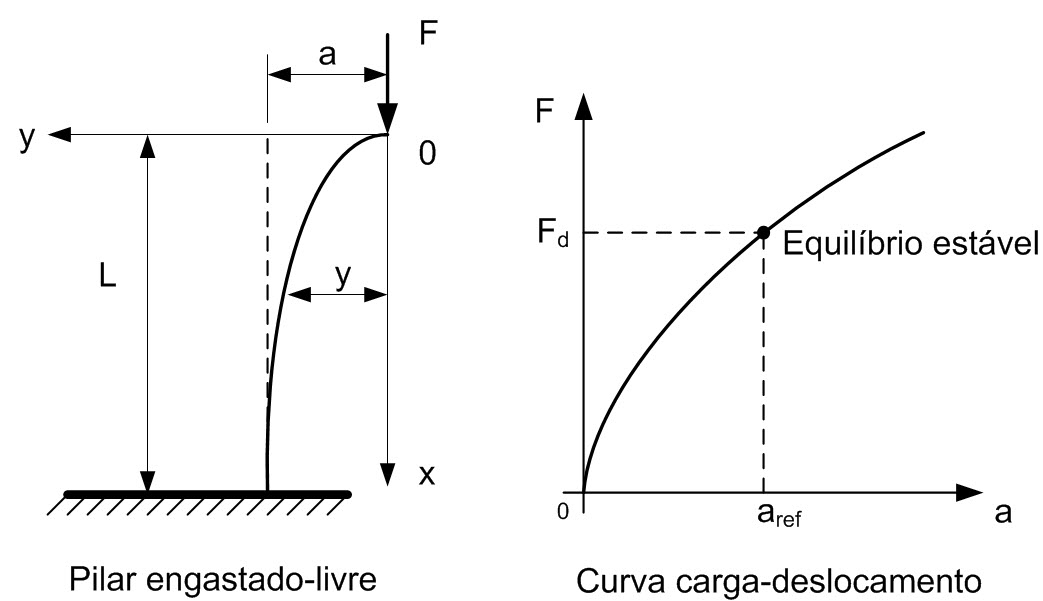 F
a
y
0
L
y
x
Pilar engastado-livre
F
F_d
Equilíbrio estável
0
a_ref
a
Curva carga-deslocamento